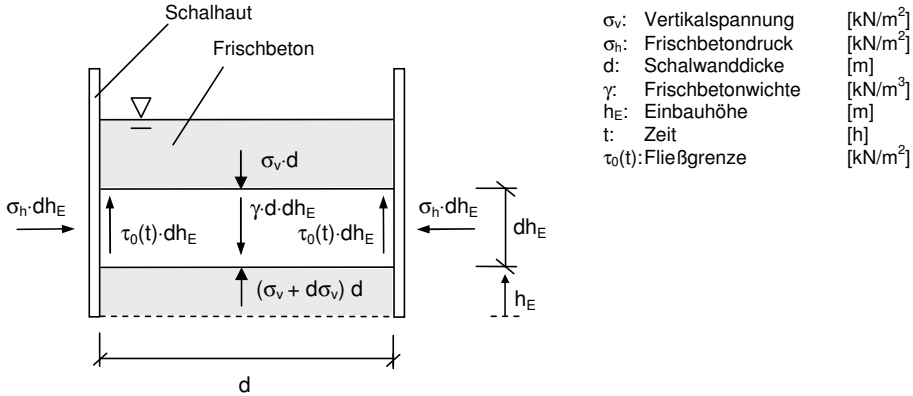 Schalhaut
Frischbeton
σv·d
σh·dhE
γ·d·dhE
σh·dhE
τ0(t)·dhE
τ0(t)·dhE
dhE
(σv + dσv) d
hE
d
σv: Vertikalspannung [kN/m²]
σh: Frischbetondruck [kN/m²]
d: Schalwanddicke [m]
γ: Frischbetonwichte [kN/m³]
hE: Einbauhöhe [m]
t: Zeit [h]
τ0(t): Fließgrenze [kN/m²]